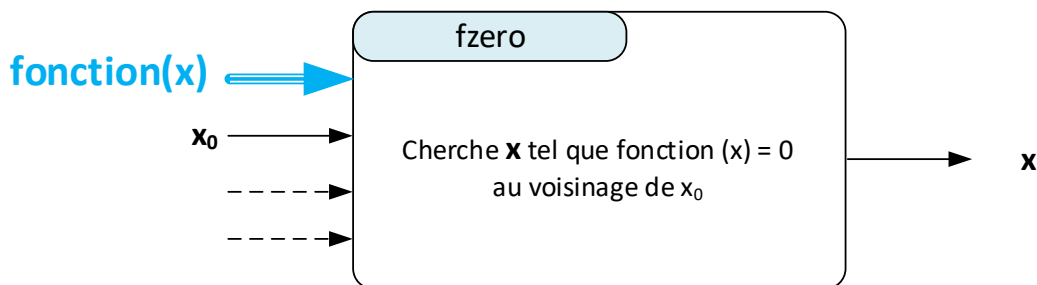 fzero
fonction(x)
x₀
Cherche x tel que fonction (x) = 0
au voisinage de x₀
x